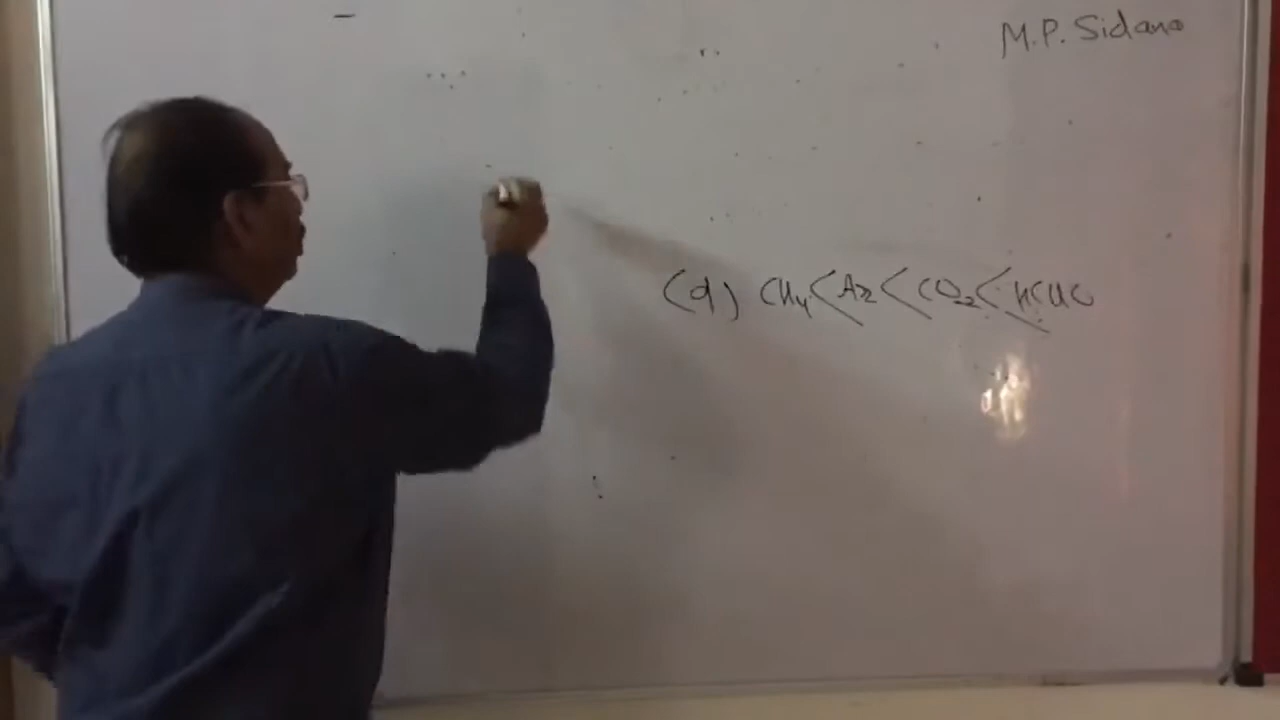 M.P. Sidana
(d) CH4 < Ar < CO2 < HCHO